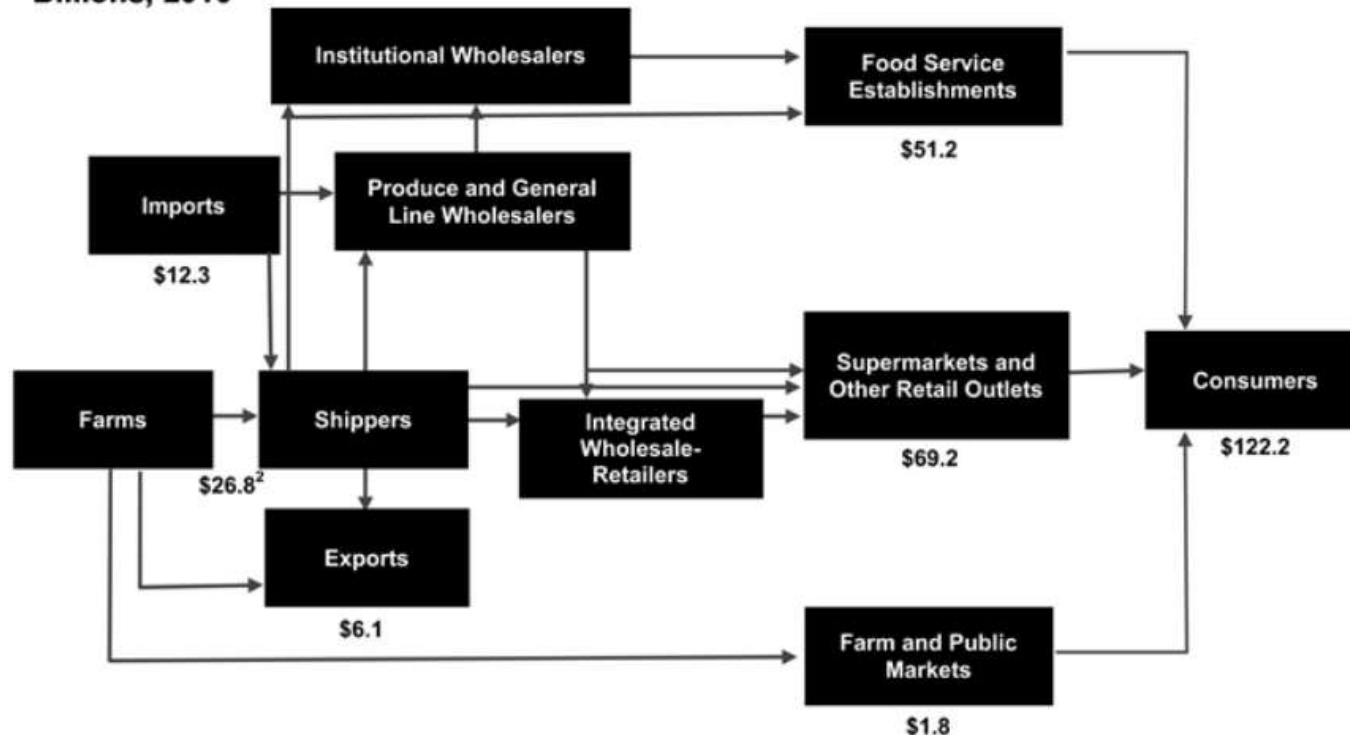 Institutional Wholesalers
Food Service
Establishments
$51.2
Imports
$12.3
Produce and General
Line Wholesalers
Farms
$26.8²
Shippers
Integrated
Wholesale-
Retailers
Supermarkets and
Other Retail Outlets
$69.2
Consumers
$122.2
Exports
$6.1
Farm and Public
Markets
$1.8